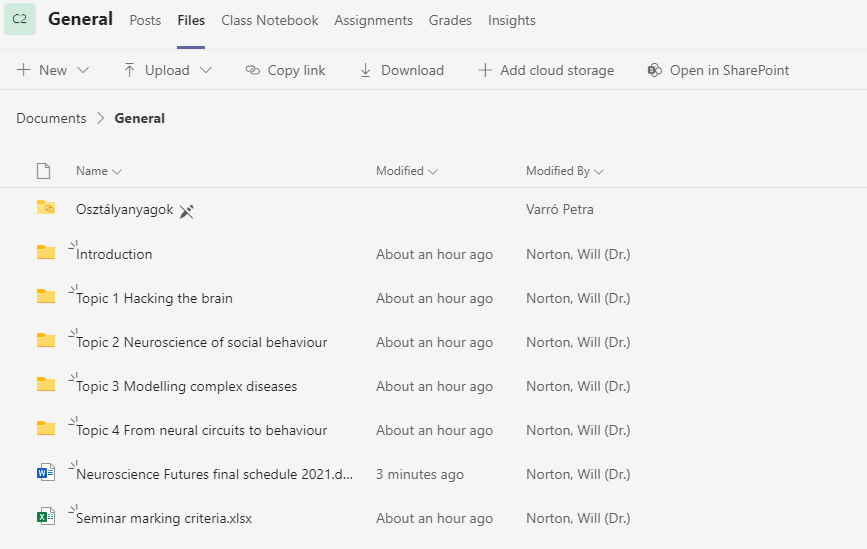 C2 General Posts Files Class Notebook Assignments Grades Insights
New Upload Copy link Download Add cloud storage Open in SharePoint
Documents > General
Name Modified Modified By
Osztályanyagok Varró Petra
Introduction About an hour ago Norton, Will (Dr.)
Topic 1 Hacking the brain About an hour ago Norton, Will (Dr.)
Topic 2 Neuroscience of social behaviour About an hour ago Norton, Will (Dr.)
Topic 3 Modelling complex diseases About an hour ago Norton, Will (Dr.)
Topic 4 From neural circuits to behaviour About an hour ago Norton, Will (Dr.)
Neuroscience Futures final schedule 2021.d... 3 minutes ago Norton, Will (Dr.)
Seminar marking criteria.xlsx About an hour ago Norton, Will (Dr.)